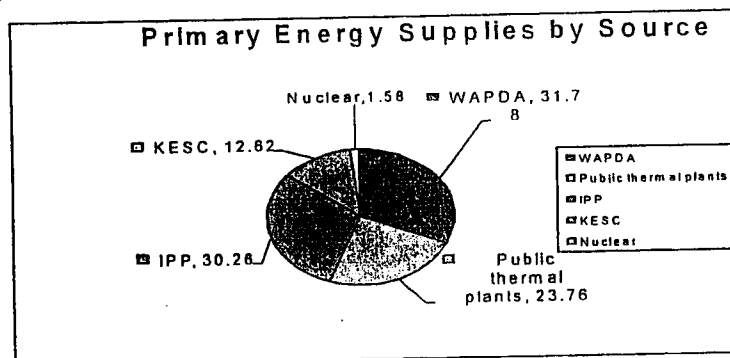 Primary Energy Supplies by Source
Nuclear, 1.58
WAPDA, 31.7
8
KESC, 12.62
IPP, 30.26
Public
thermal
plants, 23.76
WAPDA
Public thermal plants
IPP
KESC
Nuclear